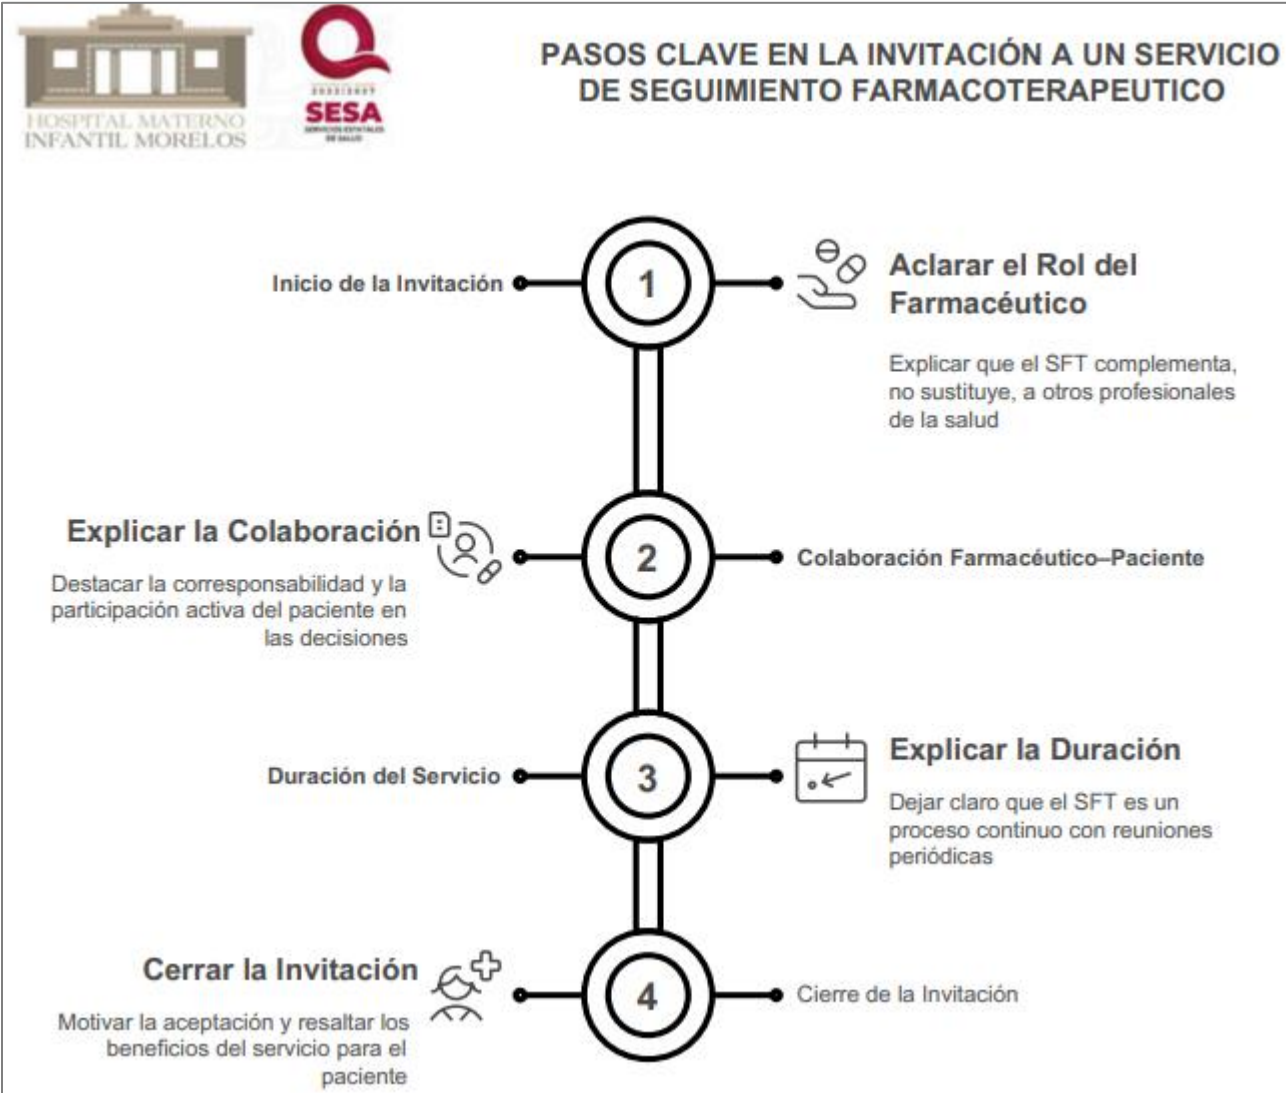 HOSPITAL MATERNO
INFANTIL MORELOS
SESA
SERVICIOS ESTATALES
DE SALUD
PASOS CLAVE EN LA INVITACIÓN A UN SERVICIO
DE SEGUIMIENTO FARMACOTERAPEUTICO
Inicio de la Invitación
1
Aclarar el Rol del
Farmacéutico
Explicar que el SFT complementa,
no sustituye, a otros profesionales
de la salud
Explicar la Colaboración
Destacar la corresponsabilidad y la
participación activa del paciente en
las decisiones
2
Colaboración Farmacéutico–Paciente
Duración del Servicio
3
Explicar la Duración
Dejar claro que el SFT es un
proceso continuo con reuniones
periódicas
Cerrar la Invitación
Motivar la aceptación y resaltar los
beneficios del servicio para el
paciente
4
Cierre de la Invitación